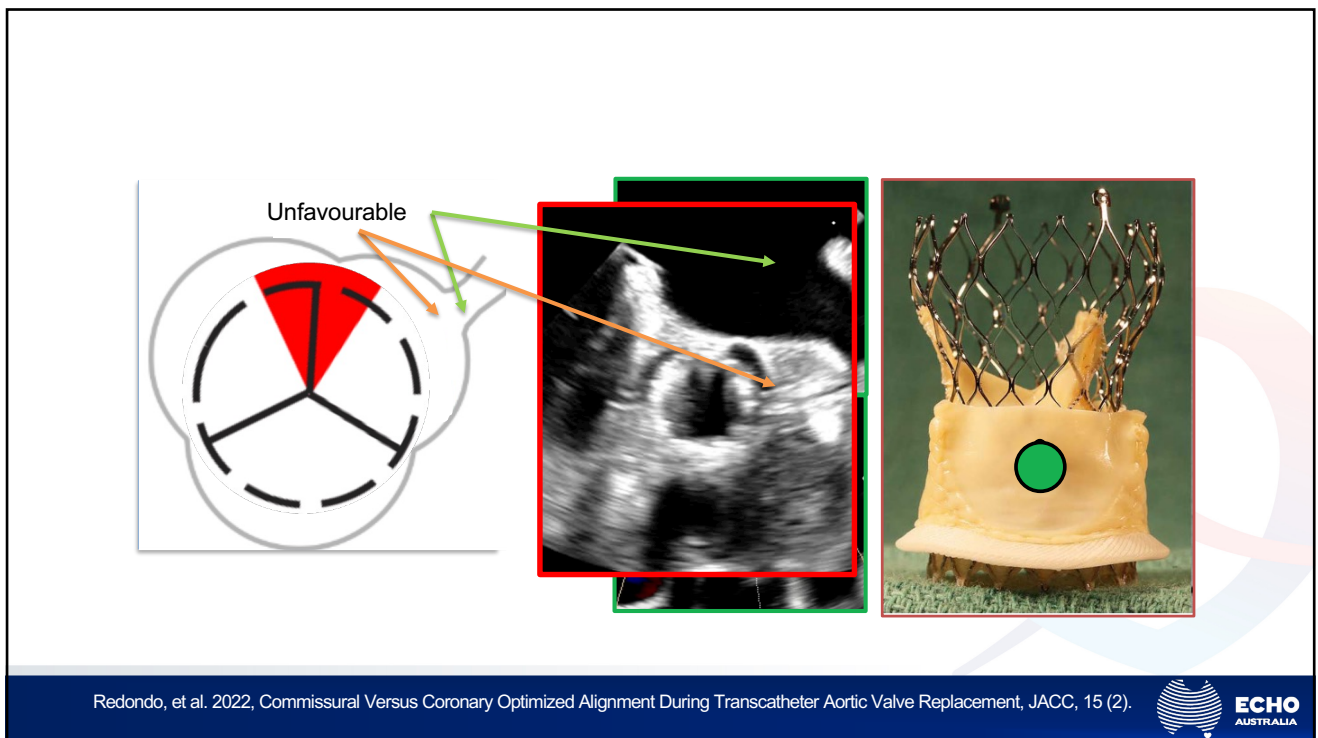 Unfavourable
Redondo, et al. 2022, Commissural Versus Coronary Optimized Alignment During Transcatheter Aortic Valve Replacement, JACC, 15 (2).
ECHO
AUSTRALIA